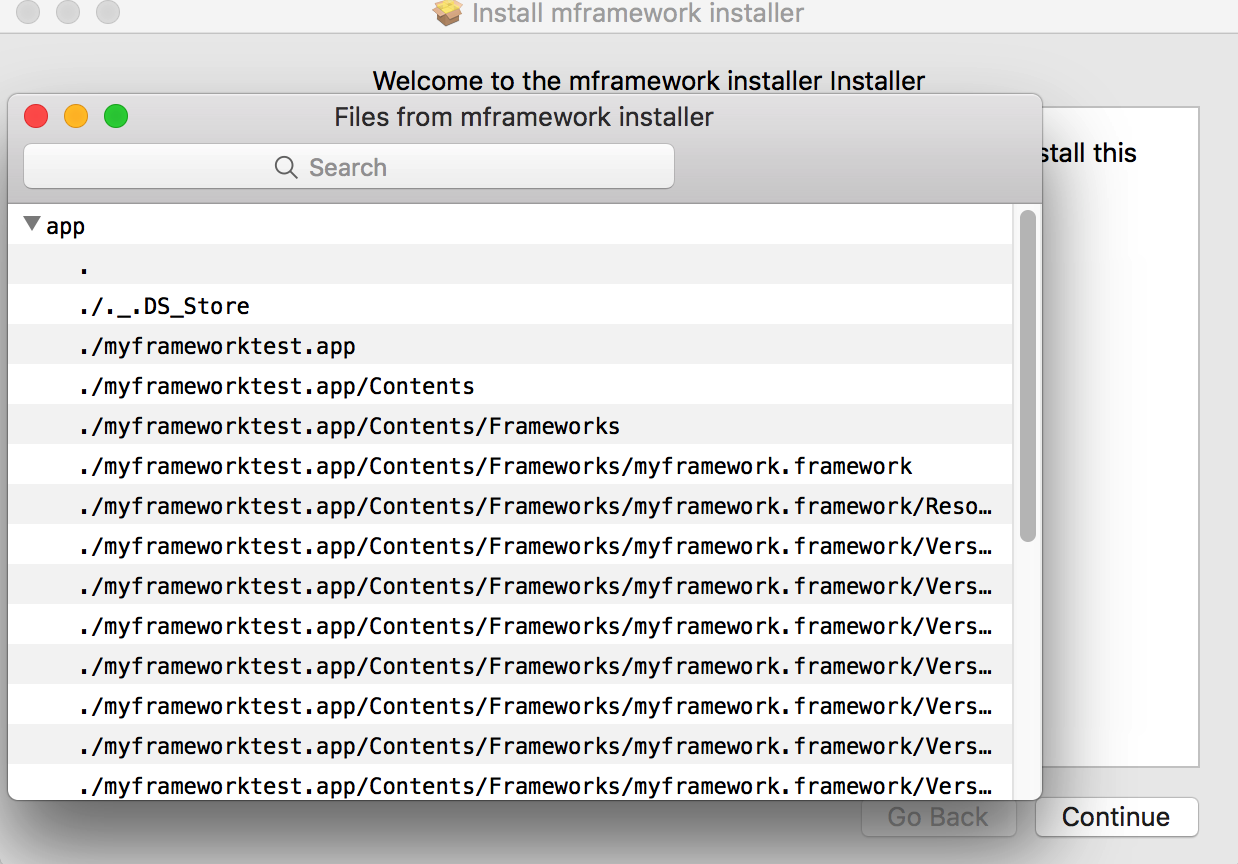 Install mframework installer
Welcome to the mframework installer Installer
Files from mframework installer
Search
stall this
app
.
./._.DS_Store
./myframeworktest.app
./myframeworktest.app/Contents
./myframeworktest.app/Contents/Frameworks
./myframeworktest.app/Contents/Frameworks/myframework.framework
./myframeworktest.app/Contents/Frameworks/myframework.framework/Reso…
./myframeworktest.app/Contents/Frameworks/myframework.framework/Vers…
./myframeworktest.app/Contents/Frameworks/myframework.framework/Vers…
./myframeworktest.app/Contents/Frameworks/myframework.framework/Vers…
./myframeworktest.app/Contents/Frameworks/myframework.framework/Vers…
./myframeworktest.app/Contents/Frameworks/myframework.framework/Vers…
./myframeworktest.app/Contents/Frameworks/myframework.framework/Vers…
./myframeworktest.app/Contents/Frameworks/myframework.framework/Vers…
Go Back
Continue